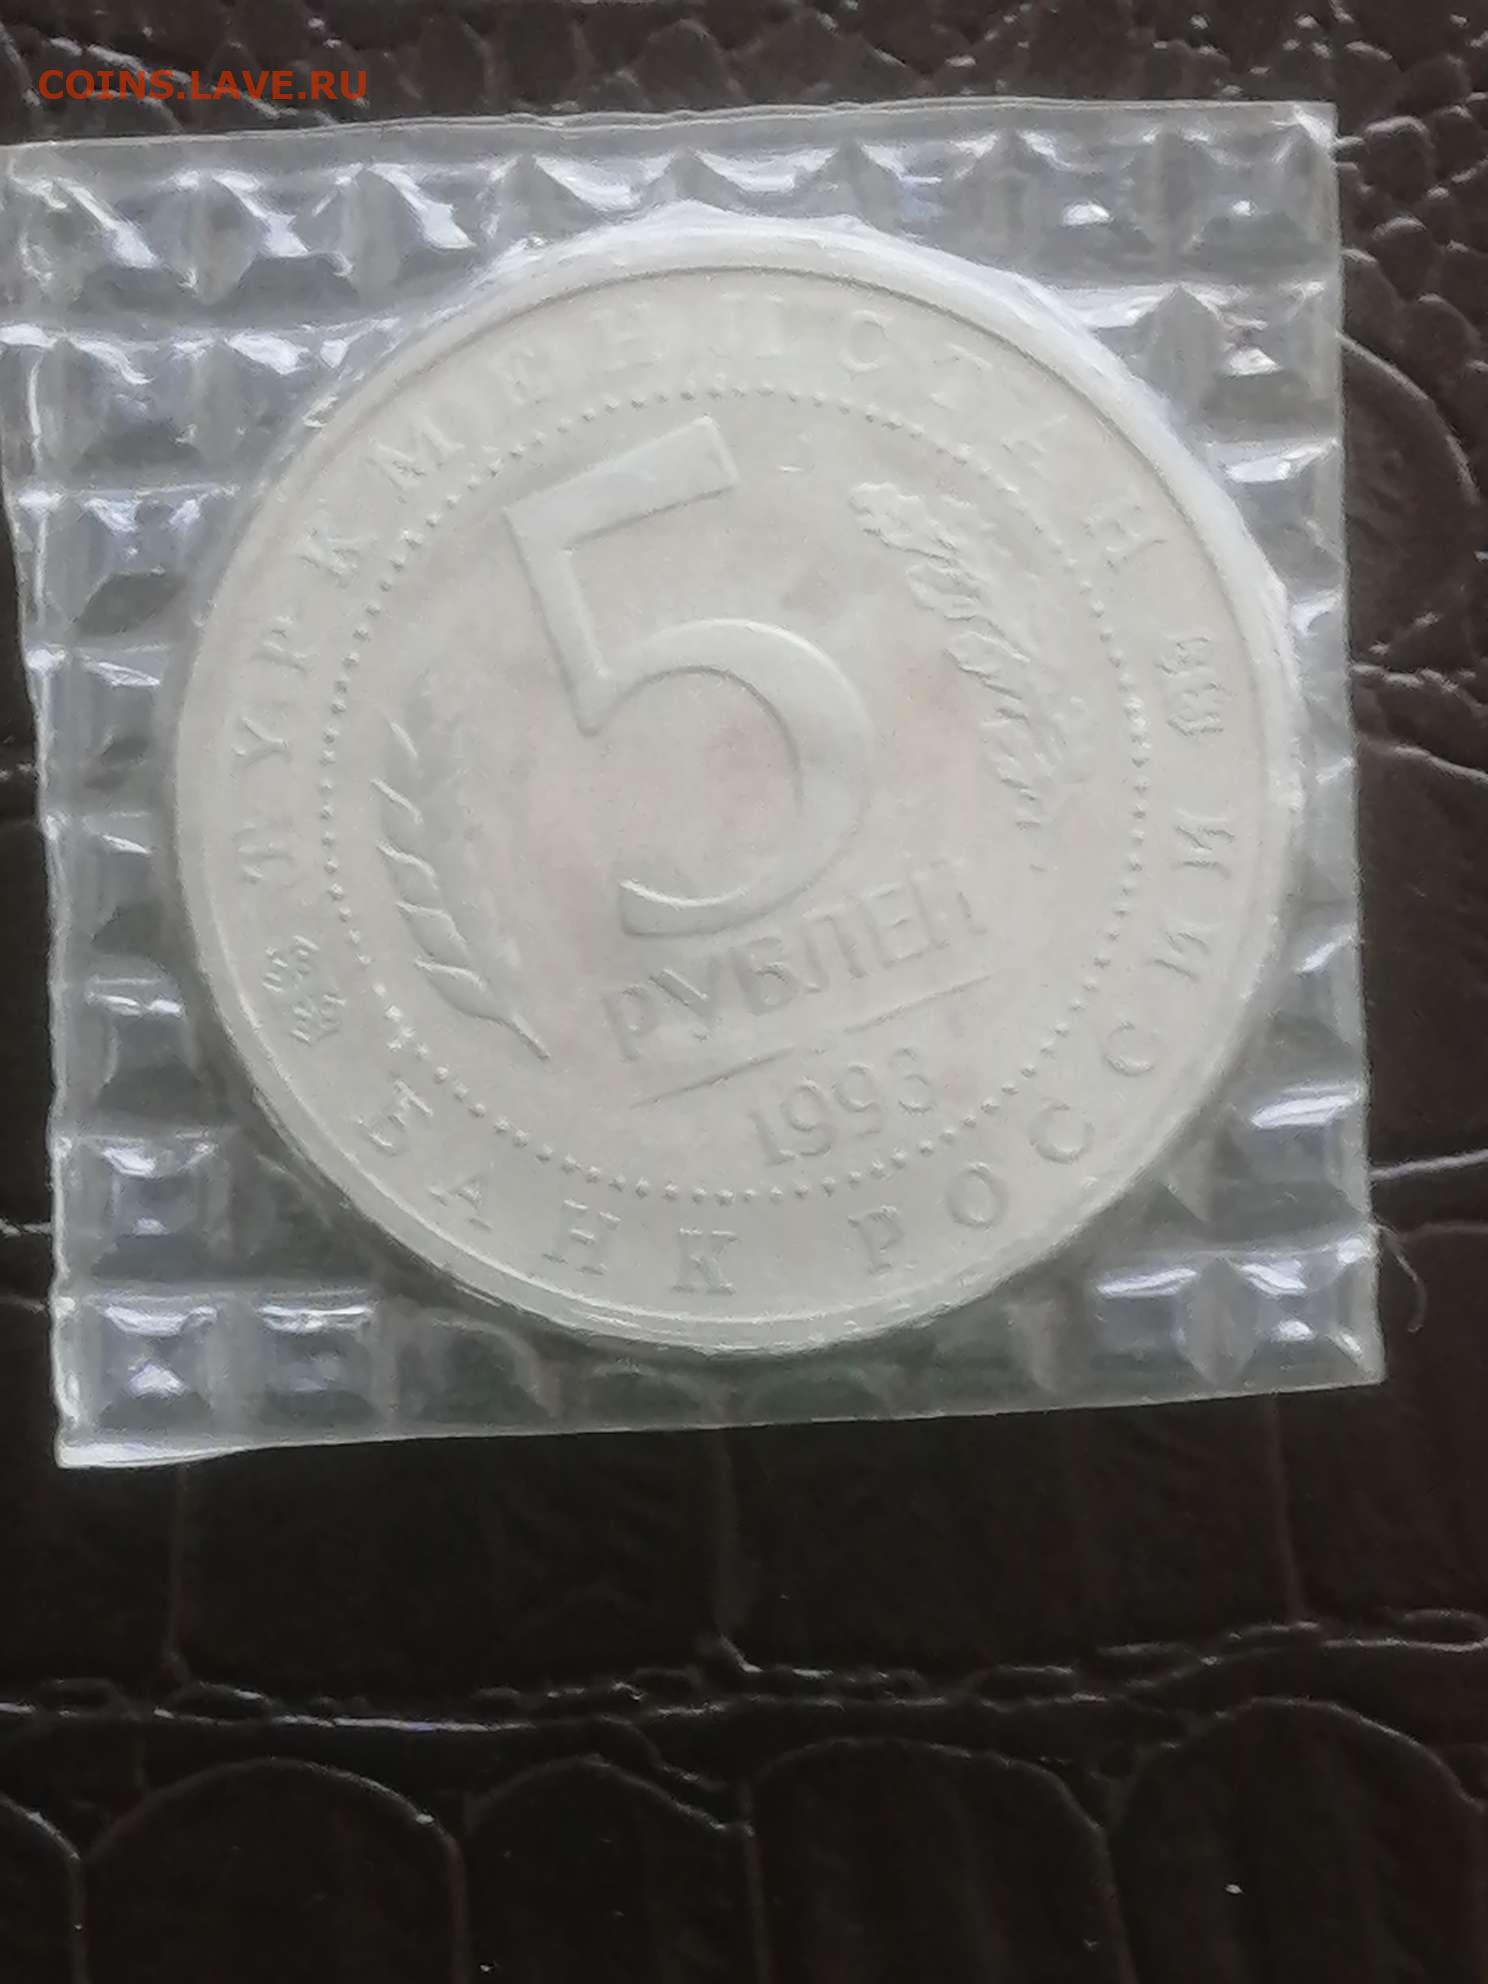 COINS.LAVE.RU
ТУРКМЕНИСТАН
5
РУБЛЕЙ
1993
БАНК РОССИИ